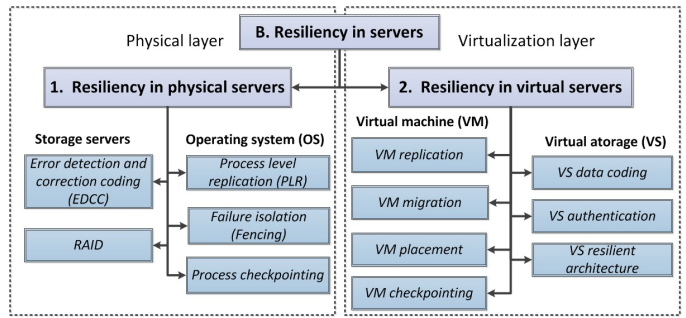 Physical layer
B. Resiliency in servers
Virtualization layer
1. Resiliency in physical servers
2. Resiliency in virtual servers
Storage servers
Error detection and
correction coding
(EDCC)
RAID
Operating system (OS)
Process level
replication (PLR)
Failure isolation
(Fencing)
Process checkpointing
Virtual machine (VM)
VM replication
VM migration
VM placement
VM checkpointing
Virtual atorage (VS)
VS data coding
VS authentication
VS resilient
architecture